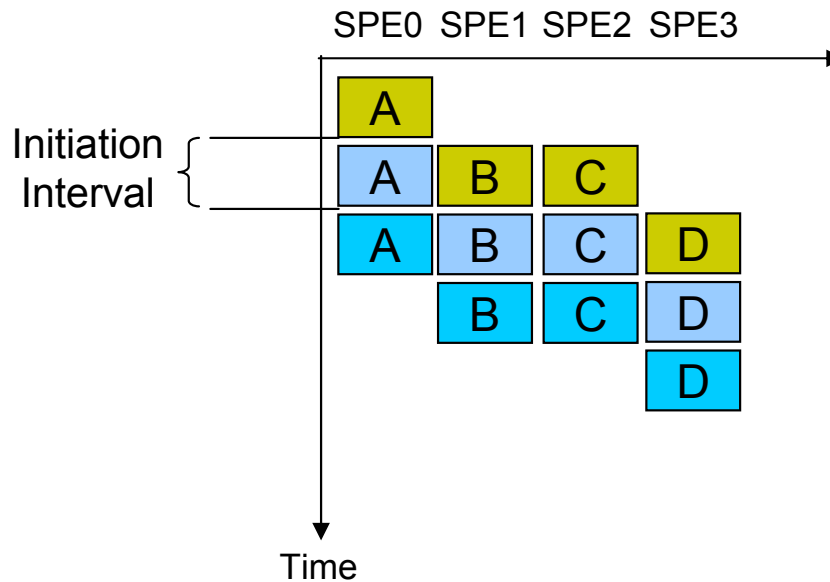 SPE0 SPE1 SPE2 SPE3
A
Initiation
Interval
A B C
A B C D
B C D
D
Time